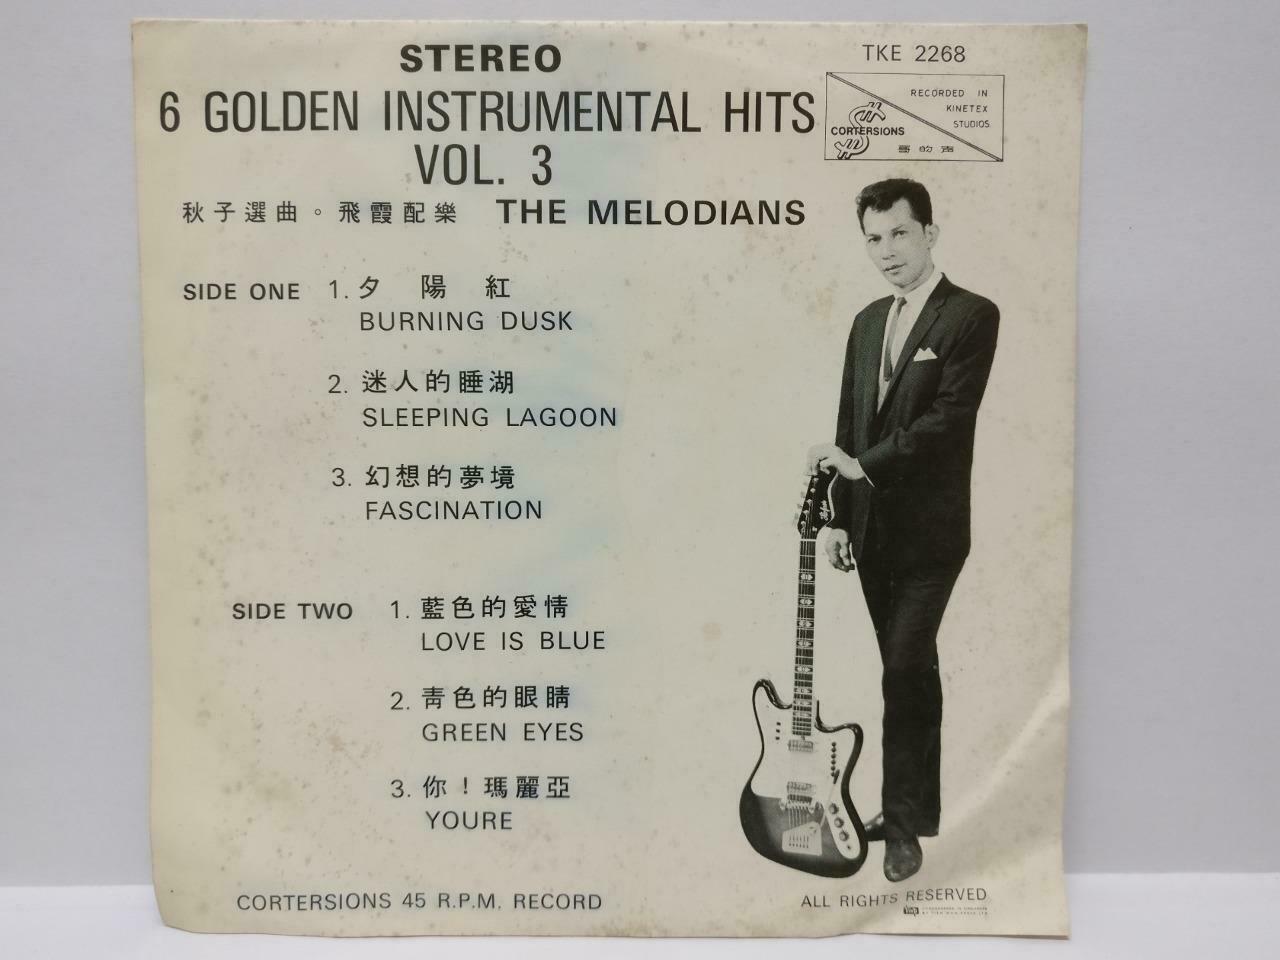 STEREO
TKE 2268
6 GOLDEN INSTRUMENTAL HITS
VOL. 3
RECORDED IN
KINETEX
STUDIOS
CORTERSIONS
哥的声
秋子選曲。飛霞配樂 THE MELODIANS
SIDE ONE 1. 夕陽紅
BURNING DUSK
2. 迷人的睡湖
SLEEPING LAGOON
3. 幻想的夢境
FASCINATION
SIDE TWO 1. 藍色的愛情
LOVE IS BLUE
2. 青色的眼睛
GREEN EYES
3. 你！瑪麗亞
YOURE
CORTERSIONS 45 R.P.M. RECORD
ALL RIGHTS RESERVED